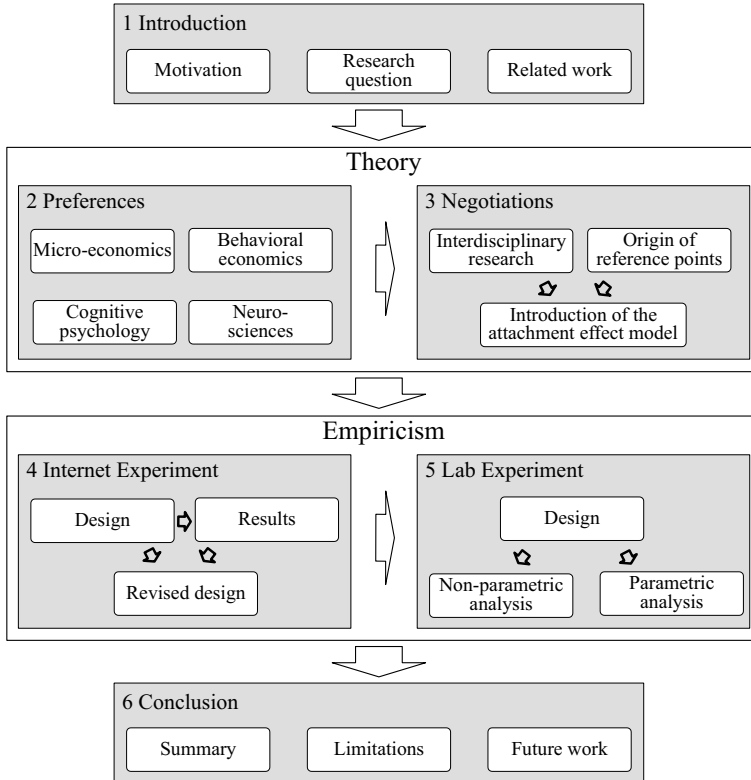 1 Introduction
Motivation
Research
question
Related work
Theory
2 Preferences
Micro-economics
Behavioral
economics
Cognitive
psychology
Neuro-
sciences
3 Negotiations
Interdisciplinary
research
Origin of
reference points
Introduction of the
attachment effect model
Empiricism
4 Internet Experiment
Design
Results
Revised design
5 Lab Experiment
Design
Non-parametric
analysis
Parametric
analysis
6 Conclusion
Summary
Limitations
Future work